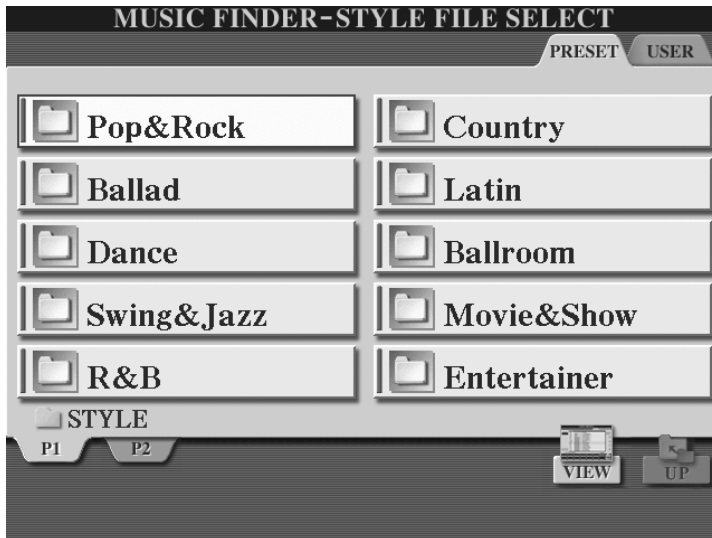 MUSIC FINDER-STYLE FILE SELECT
PRESET USER
Pop&Rock Country
Ballad Latin
Dance Ballroom
Swing&Jazz Movie&Show
R&B Entertainer
STYLE
P1 P2
VIEW UP